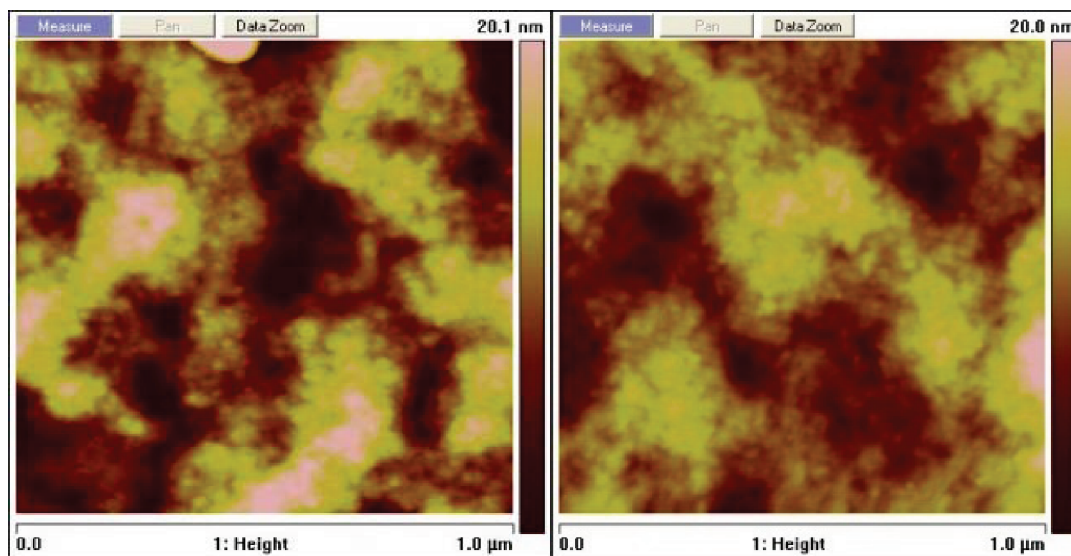 Measure Pan Data Zoom 20.1 nm
0.0 1: Height 1.0 µm
Measure Pan Data Zoom 20.0 nm
0.0 1: Height 1.0 µm